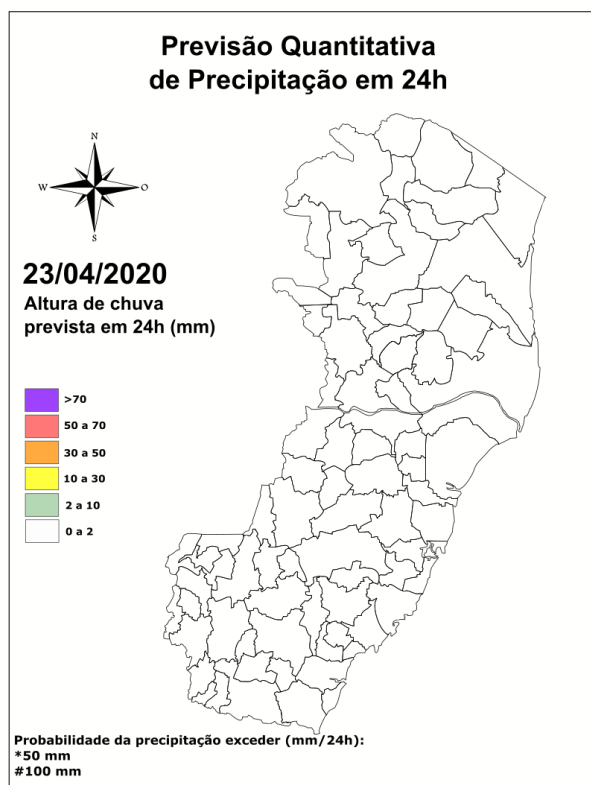 Previsão Quantitativa
de Precipitação em 24h
N
W
O
S
23/04/2020
Altura de chuva
prevista em 24h (mm)
>70
50 a 70
30 a 50
10 a 30
2 a 10
0 a 2
Probabilidade da precipitação exceder (mm/24h):
*50 mm
#100 mm